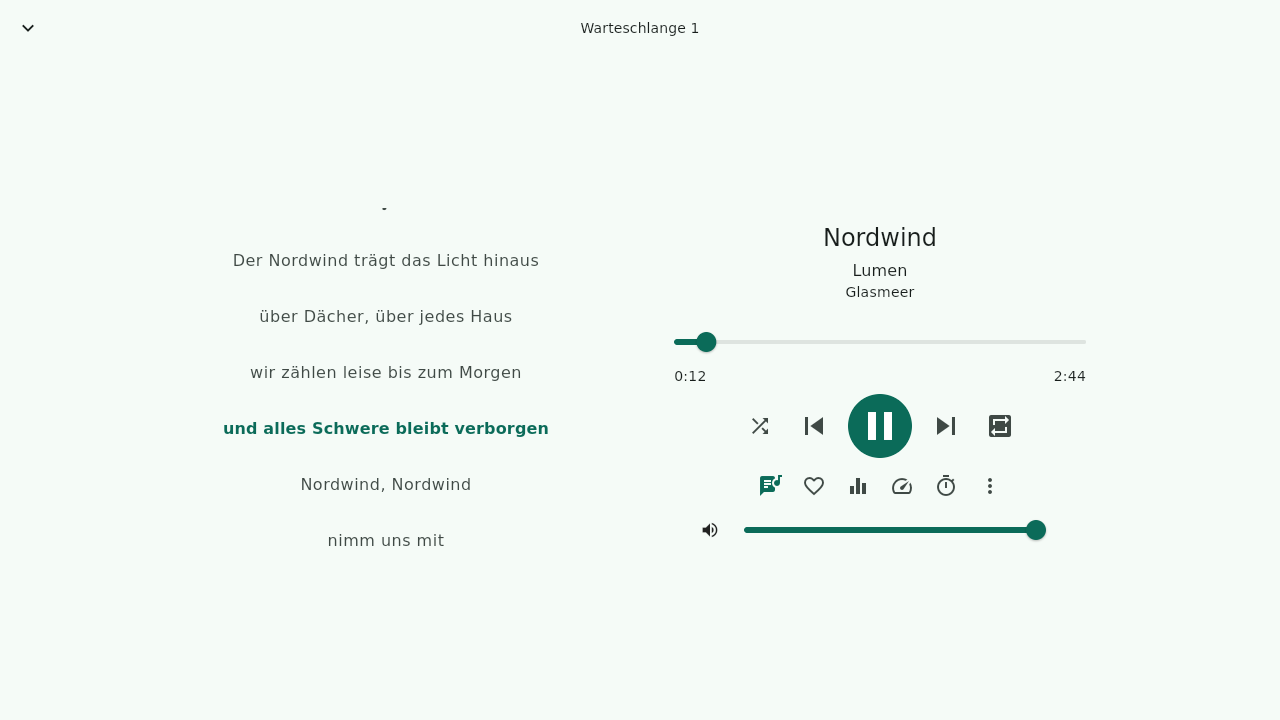 Warteschlange 1
-
Der Nordwind trägt das Licht hinaus
über Dächer, über jedes Haus
wir zählen leise bis zum Morgen
und alles Schwere bleibt verborgen
Nordwind, Nordwind
nimm uns mit
Nordwind
Lumen
Glasmeer
0:12
2:44